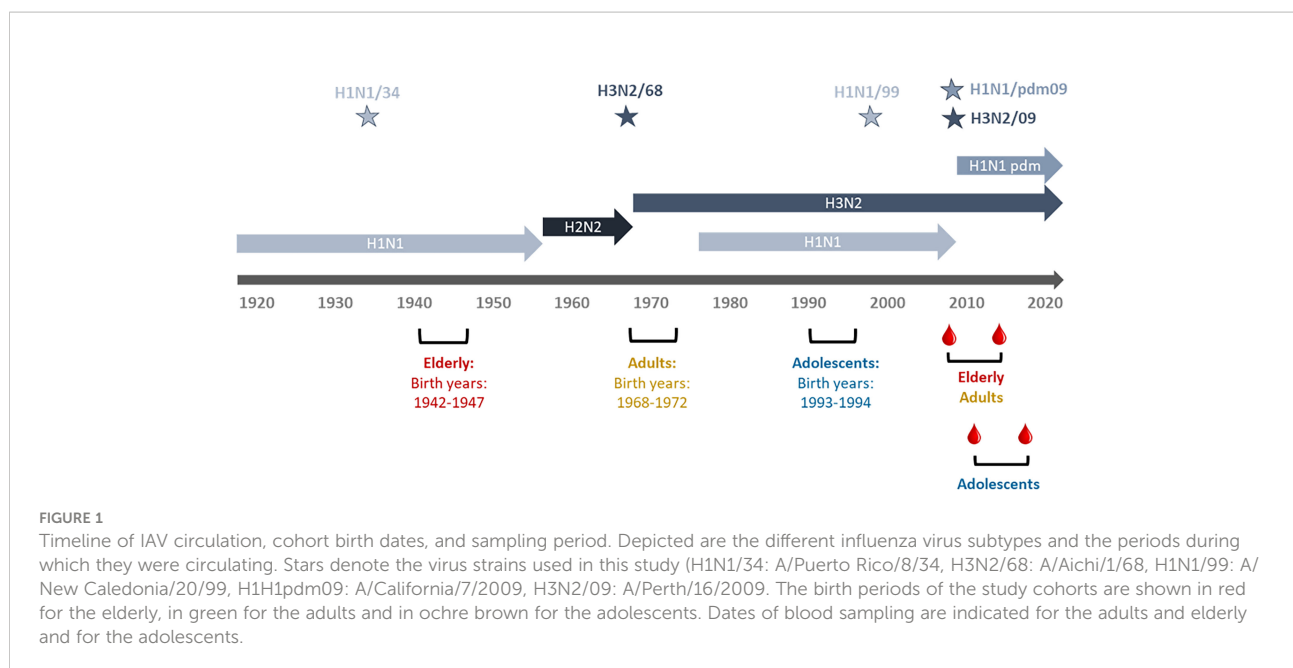 H1N1/34
H3N2/68
H1N1/99
H1N1/pdm09
H3N2/09
H1N1 pdm
H3N2
H2N2
H1N1
H1N1
1920 1930 1940 1950 1960 1970 1980 1990 2000 2010 2020
Elderly:
Birth years:
1942-1947
Adults:
Birth years:
1968-1972
Adolescents:
Birth years:
1993-1994
Elderly
Adults
Adolescents
FIGURE 1
Timeline of IAV circulation, cohort birth dates, and sampling period. Depicted are the different influenza virus subtypes and the periods during
which they were circulating. Stars denote the virus strains used in this study (H1N1/34: A/Puerto Rico/8/34, H3N2/68: A/Aichi/1/68, H1N1/99: A/
New Caledonia/20/99, H1H1pdm09: A/California/7/2009, H3N2/09: A/Perth/16/2009. The birth periods of the study cohorts are shown in red
for the elderly, in green for the adults and in ochre brown for the adolescents. Dates of blood sampling are indicated for the adults and elderly
and for the adolescents.